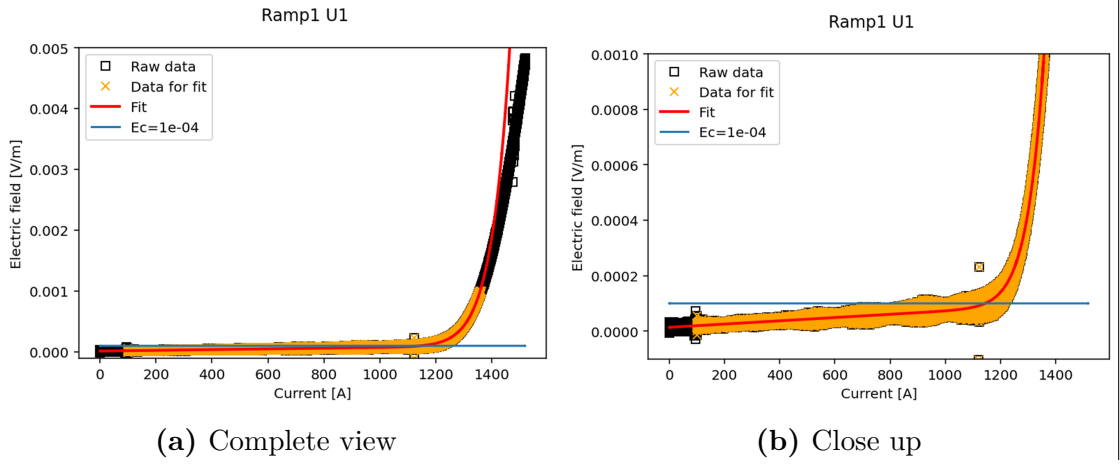 Ramp1 U1
0.005
0.004
0.003
0.002
0.001
0.000
Electric field [V/m]
Raw data
Data for fit
Fit
Ec=1e-04
0 200 400 600 800 1000 1200 1400
Current [A]
(a) Complete view
Ramp1 U1
0.0010
0.0008
0.0006
0.0004
0.0002
0.0000
Electric field [V/m]
Raw data
Data for fit
Fit
Ec=1e-04
0 200 400 600 800 1000 1200 1400
Current [A]
(b) Close up